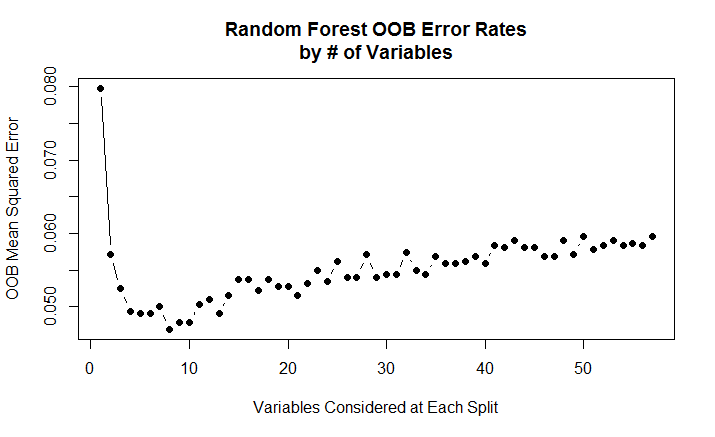 Random Forest OOB Error Rates
by # of Variables
OOB Mean Squared Error
0.080
0.070
0.060
0.050
0 10 20 30 40 50
Variables Considered at Each Split